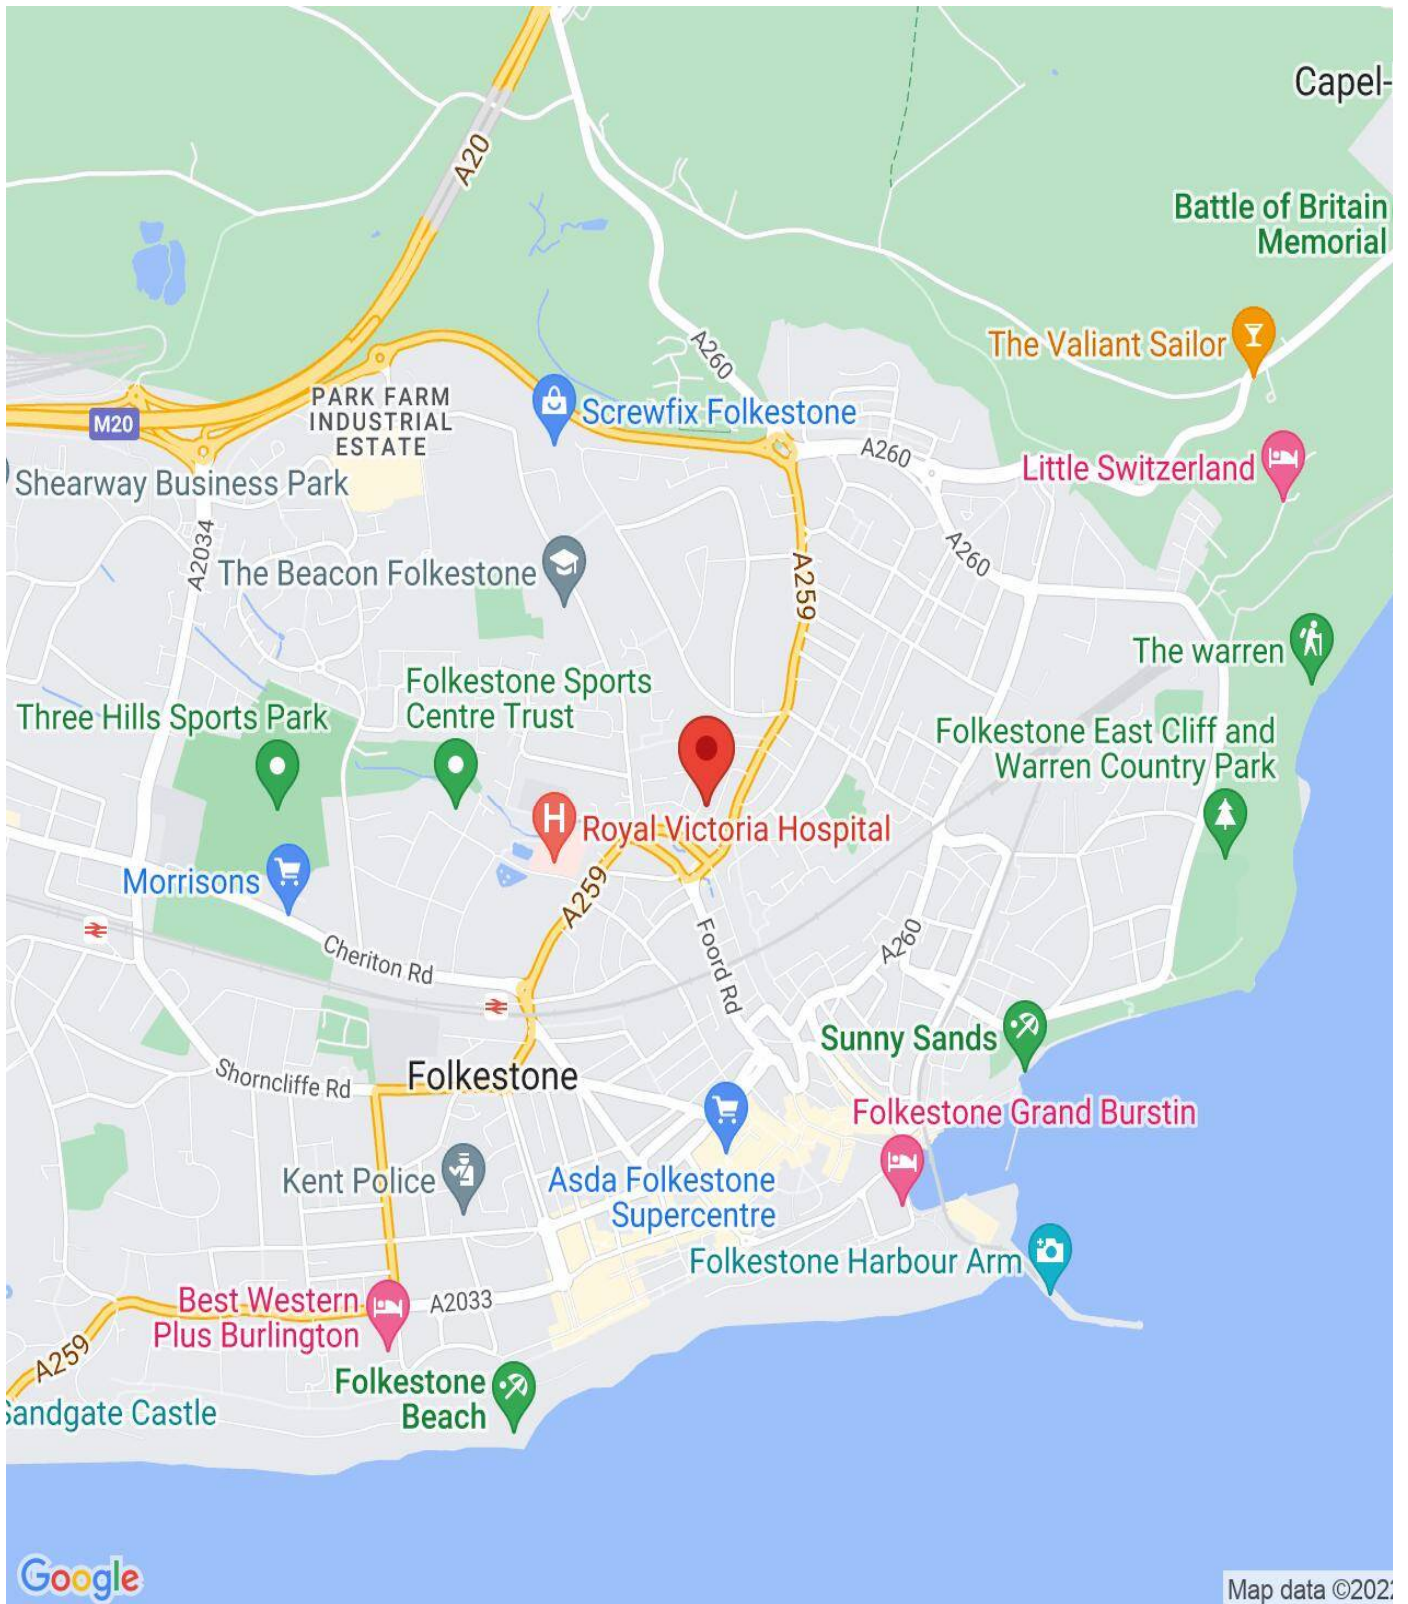 Capel-
A20
Battle of Britain
Memorial
The Valiant Sailor
A260
PARK FARM
INDUSTRIAL
ESTATE
Screwfix Folkestone
M20
A260
Little Switzerland
Shearway Business Park
A2034
A260
The Beacon Folkestone
A259
The warren
Folkestone Sports
Centre Trust
Three Hills Sports Park
Folkestone East Cliff and
Warren Country Park
H
Royal Victoria Hospital
Morrisons
A259
Cheriton Rd
Foord Rd
A260
Sunny Sands
Folkestone
Shorncliffe Rd
Folkestone Grand Burstin
Kent Police
Asda Folkestone
Supercentre
Folkestone Harbour Arm
Best Western
Plus Burlington
A2033
A259
Folkestone
Beach
Sandgate Castle
Google
Map data ©2022